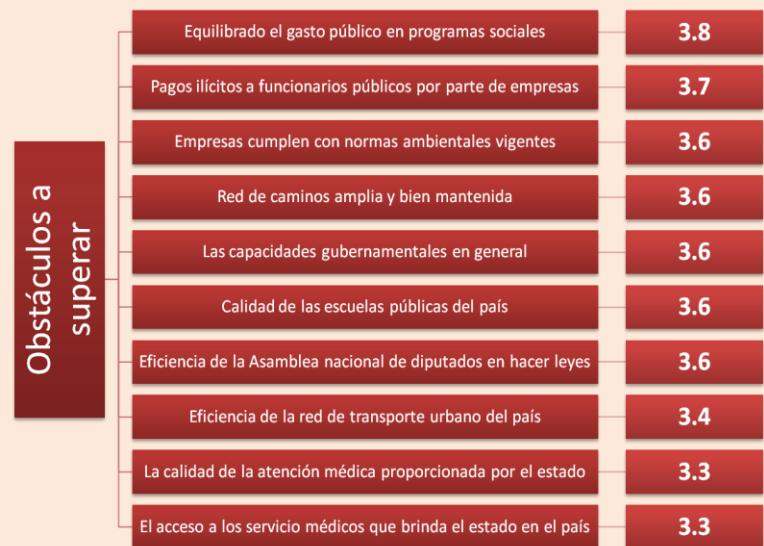 Obstáculos a
superar
Equilibrado el gasto público en programas sociales
3.8
Pagos ilícitos a funcionarios públicos por parte de empresas
3.7
Empresas cumplen con normas ambientales vigentes
3.6
Red de caminos amplia y bien mantenida
3.6
Las capacidades gubernamentales en general
3.6
Calidad de las escuelas públicas del país
3.6
Eficiencia de la Asamblea nacional de diputados en hacer leyes
3.6
Eficiencia de la red de transporte urbano del país
3.4
La calidad de la atención médica proporcionada por el estado
3.3
El acceso a los servicio médicos que brinda el estado en el país
3.3